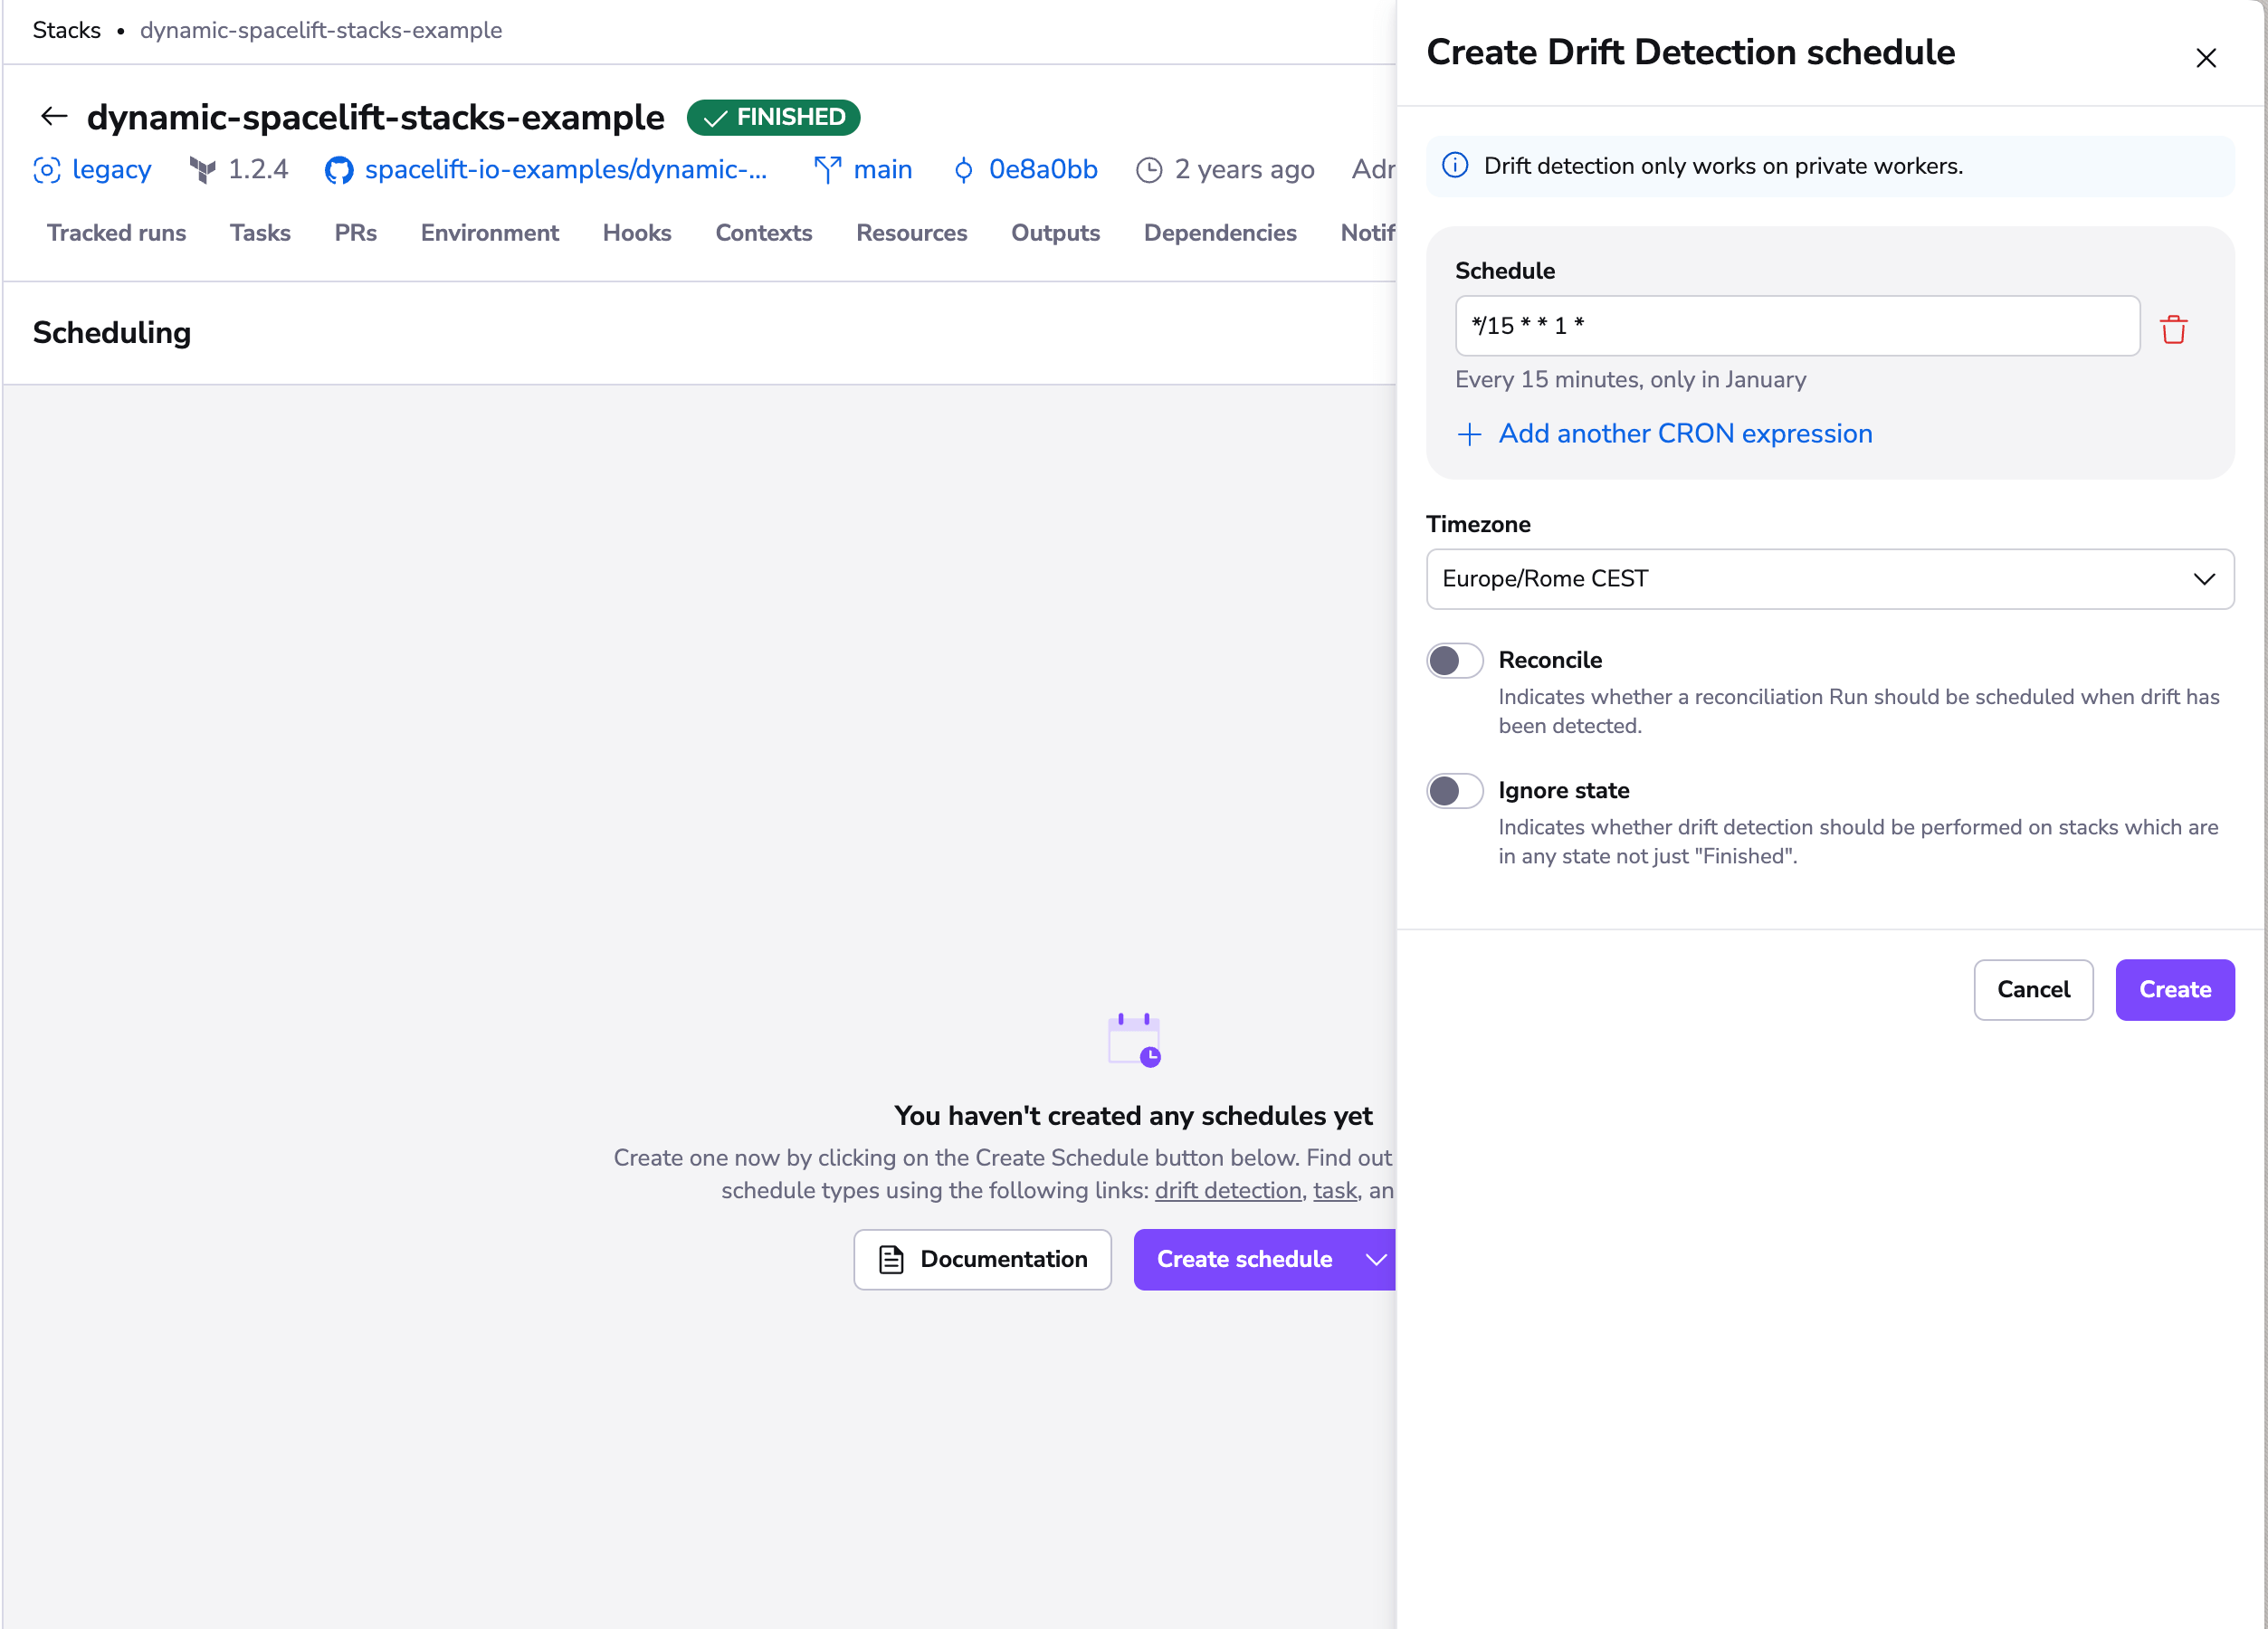 Stacks • dynamic-spacelift-stacks-example
dynamic-spacelift-stacks-example FINISHED
legacy 1.2.4 spacelift-io-examples/dynamic-... main 0e8a0bb 2 years ago Adr
Tracked runs Tasks PRs Environment Hooks Contexts Resources Outputs Dependencies Notif
Scheduling
You haven't created any schedules yet
Create one now by clicking on the Create Schedule button below. Find out
schedule types using the following links: drift detection, task, an
Documentation Create schedule
Create Drift Detection schedule
Drift detection only works on private workers.
Schedule
*/15 * * 1 *
Every 15 minutes, only in January
Add another CRON expression
Timezone
Europe/Rome CEST
Reconcile
Indicates whether a reconciliation Run should be scheduled when drift has
been detected.
Ignore state
Indicates whether drift detection should be performed on stacks which are
in any state not just "Finished".
Cancel Create